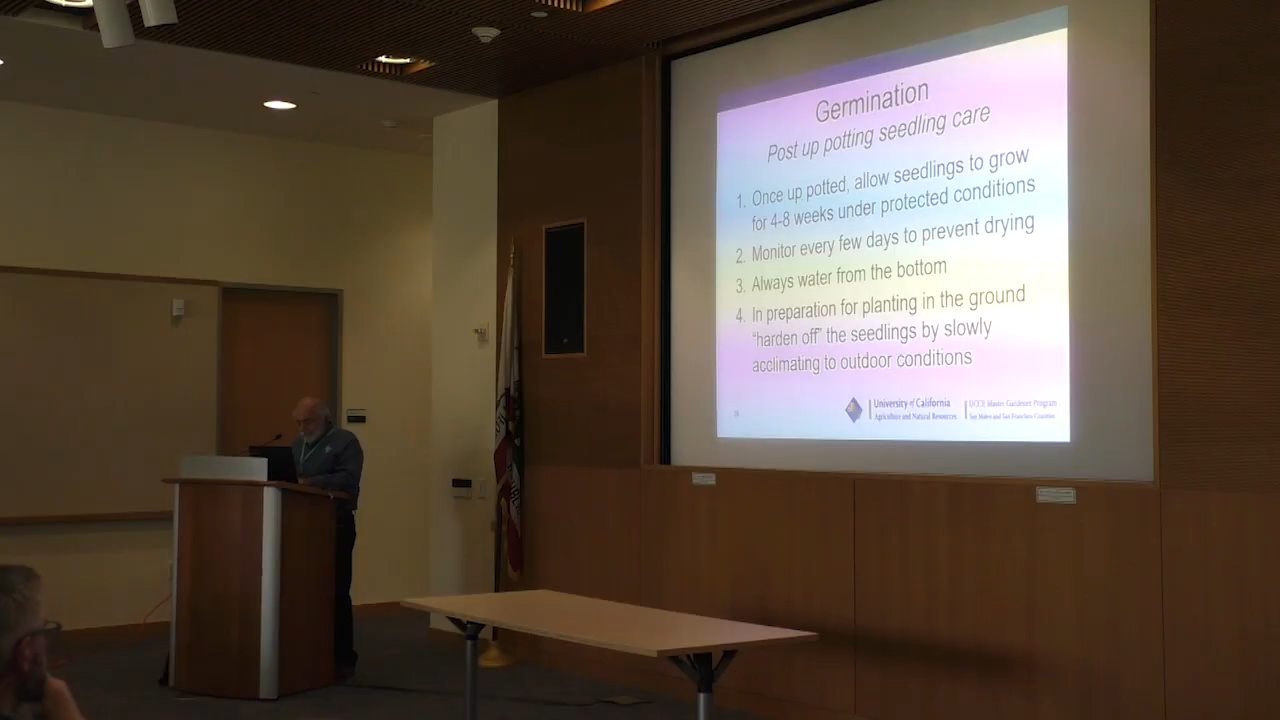 Germination
Post up potting seedling care
1. Once up potted, allow seedlings to grow
for 4-8 weeks under protected conditions
2. Monitor every few days to prevent drying
3. Always water from the bottom
4. In preparation for planting in the ground
“harden off” the seedlings by slowly
acclimating to outdoor conditions
University of California
Agriculture and Natural Resources
UCCE Master Gardener Program
San Mateo and San Francisco Counties